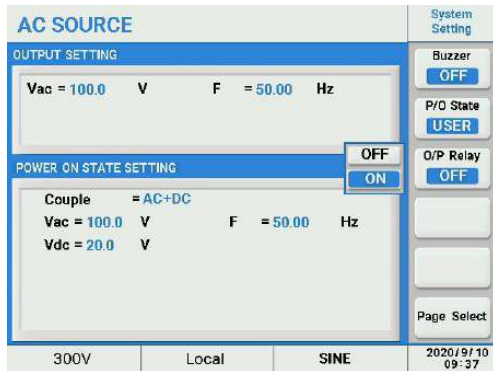 AC SOURCE
System
Setting
OUTPUT SETTING
Vac = 100.0 V F = 50.00 Hz
Buzzer
OFF
P/O State
USER
O/P Relay
OFF
OFF
ON
POWER ON STATE SETTING
Couple = AC+DC
Vac = 100.0 V F = 50.00 Hz
Vdc = 20.0 V
Page Select
300V Local SINE 2020/9/10
09:37